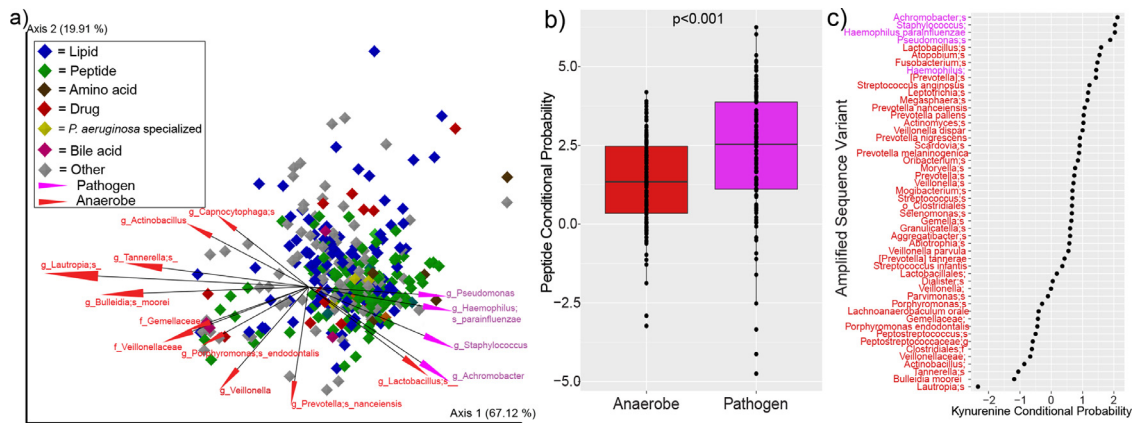 a)
Axis 2 (19.91 %)
= Lipid
= Peptide
= Amino acid
= Drug
= P. aeruginosa specialized
= Bile acid
= Other
Pathogen
Anaerobe
g_Capnocytophaga;s
g_Actinobacillus
g_Tannerella;s_
g_Lautropia;s_
g_Bulleidia;s_moorei
f_Gemellaceae
f_Veillonellaceae
g_Porphyromonas;s_endodontalis
g_Veillonella
g_Prevotella;s_nanceiensis
g_Lactobacillus;s__
g_Pseudomonas
g_Haemophilus;
s_parainfluenzae
g_Staphylococcus
g_Achromobacter
Axis 1 (67.12 %)
b)
p<0.001
Peptide Conditional Probability
5.0
2.5
0.0
−2.5
−5.0
Anaerobe
Pathogen
c)
Amplified Sequence Variant
Achromobacter;s
Staphylococcus;
Haemophilus parainfluenzae
Pseudomonas;s
Lactobacillus;s
Atopobium;s
Fusobacterium;s
Haemophilus;
[Prevotella];s
Streptococcus anginosus
Leptotrichia;s
Megasphaera;s
Prevotella nanceiensis
Prevotella pallens
Actinomyces;s
Veillonella dispar
Prevotella nigrescens
Scardovia;s
Prevotella melaninogenica
Oribacterium;s
Moryella;s
Prevotella;s
Veillonella;s
Mogibacterium;s
Streptococcus;s
o_Clostridiales
Selenomonas;s
Gemella;s
Granulicatella;s
Aggregatibacter;s
Abiotrophia;s
Veillonella parvula
[Prevotella] tannerae
Streptococcus infantis
Lactobacillales;
Dialister;s
Veillonella;
Parvimonas;s
Porphyromonas;s
Lachnoanaerobaculum orale
Gemellaceae;
Porphyromonas endontalis
Peptostreptococcus;s
Peptostreptococcaceae;g
Clostridiales;f
Veillonellaceae;
Actinobacillus;
Tannerella;s
Bulleidia moorei
Lautropia;s
−2 −1 0 1 2
Kynurenine Conditional Probability